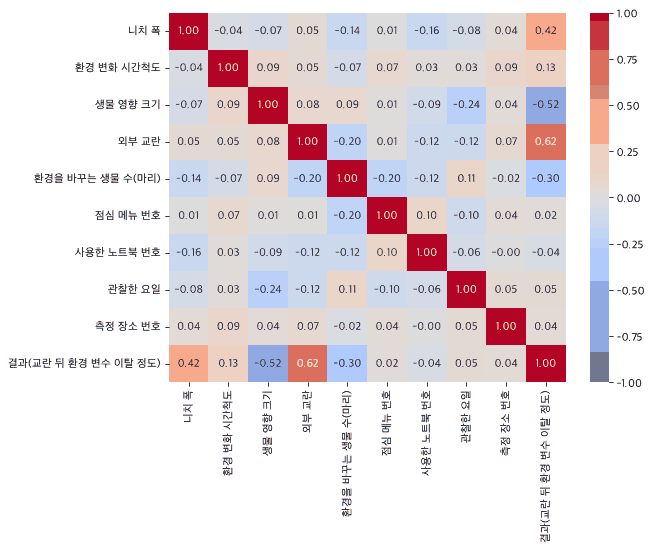 니치 폭 1.00 -0.04 -0.07 0.05 -0.14 0.01 -0.16 -0.08 0.04 0.42
환경 변화 시간척도 -0.04 1.00 0.09 0.05 -0.07 0.07 0.03 0.03 0.09 0.13
생물 영향 크기 -0.07 0.09 1.00 0.08 0.09 0.01 -0.09 -0.24 0.04 -0.52
외부 교란 0.05 0.05 0.08 1.00 -0.20 0.01 -0.12 -0.12 0.07 0.62
환경을 바꾸는 생물 수(마리) -0.14 -0.07 0.09 -0.20 1.00 -0.20 -0.12 0.11 -0.02 -0.30
점심 메뉴 번호 0.01 0.07 0.01 0.01 -0.20 1.00 0.10 -0.10 0.04 0.02
사용한 노트북 번호 -0.16 0.03 -0.09 -0.12 -0.12 0.10 1.00 -0.06 -0.00 -0.04
관찰한 요일 -0.08 0.03 -0.24 -0.12 0.11 -0.10 -0.06 1.00 0.05 0.05
측정 장소 번호 0.04 0.09 0.04 0.07 -0.02 0.04 -0.00 0.05 1.00 0.04
결과(교란 뒤 환경 변수 이탈 정도) 0.42 0.13 -0.52 0.62 -0.30 0.02 -0.04 0.05 0.04 1.00
니치 폭
환경 변화 시간척도
생물 영향 크기
외부 교란
환경을 바꾸는 생물 수(마리)
점심 메뉴 번호
사용한 노트북 번호
관찰한 요일
측정 장소 번호
결과(교란 뒤 환경 변수 이탈 정도)
1.00
0.75
0.50
0.25
0.00
-0.25
-0.50
-0.75
-1.00